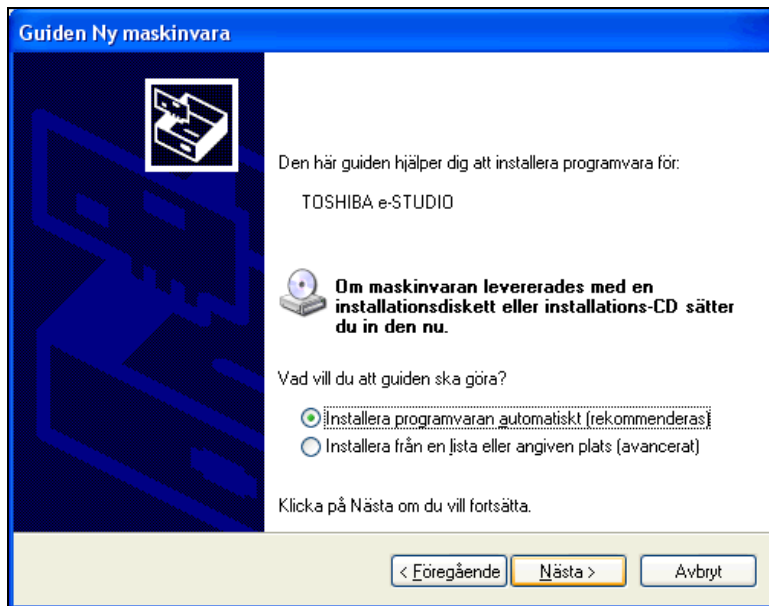 Guiden Ny maskinvara
Den här guiden hjälper dig att installera programvara för:
TOSHIBA e-STUDIO
Om maskinvaran levererades med en
installationsdiskett eller installations-CD sätter
du in den nu.
Vad vill du att guiden ska göra?
Installera programvaran automatiskt (rekommenderas)
Installera från en lista eller angiven plats (avancerat)
Klicka på Nästa om du vill fortsätta.
< Föregående
Nästa >
Avbryt